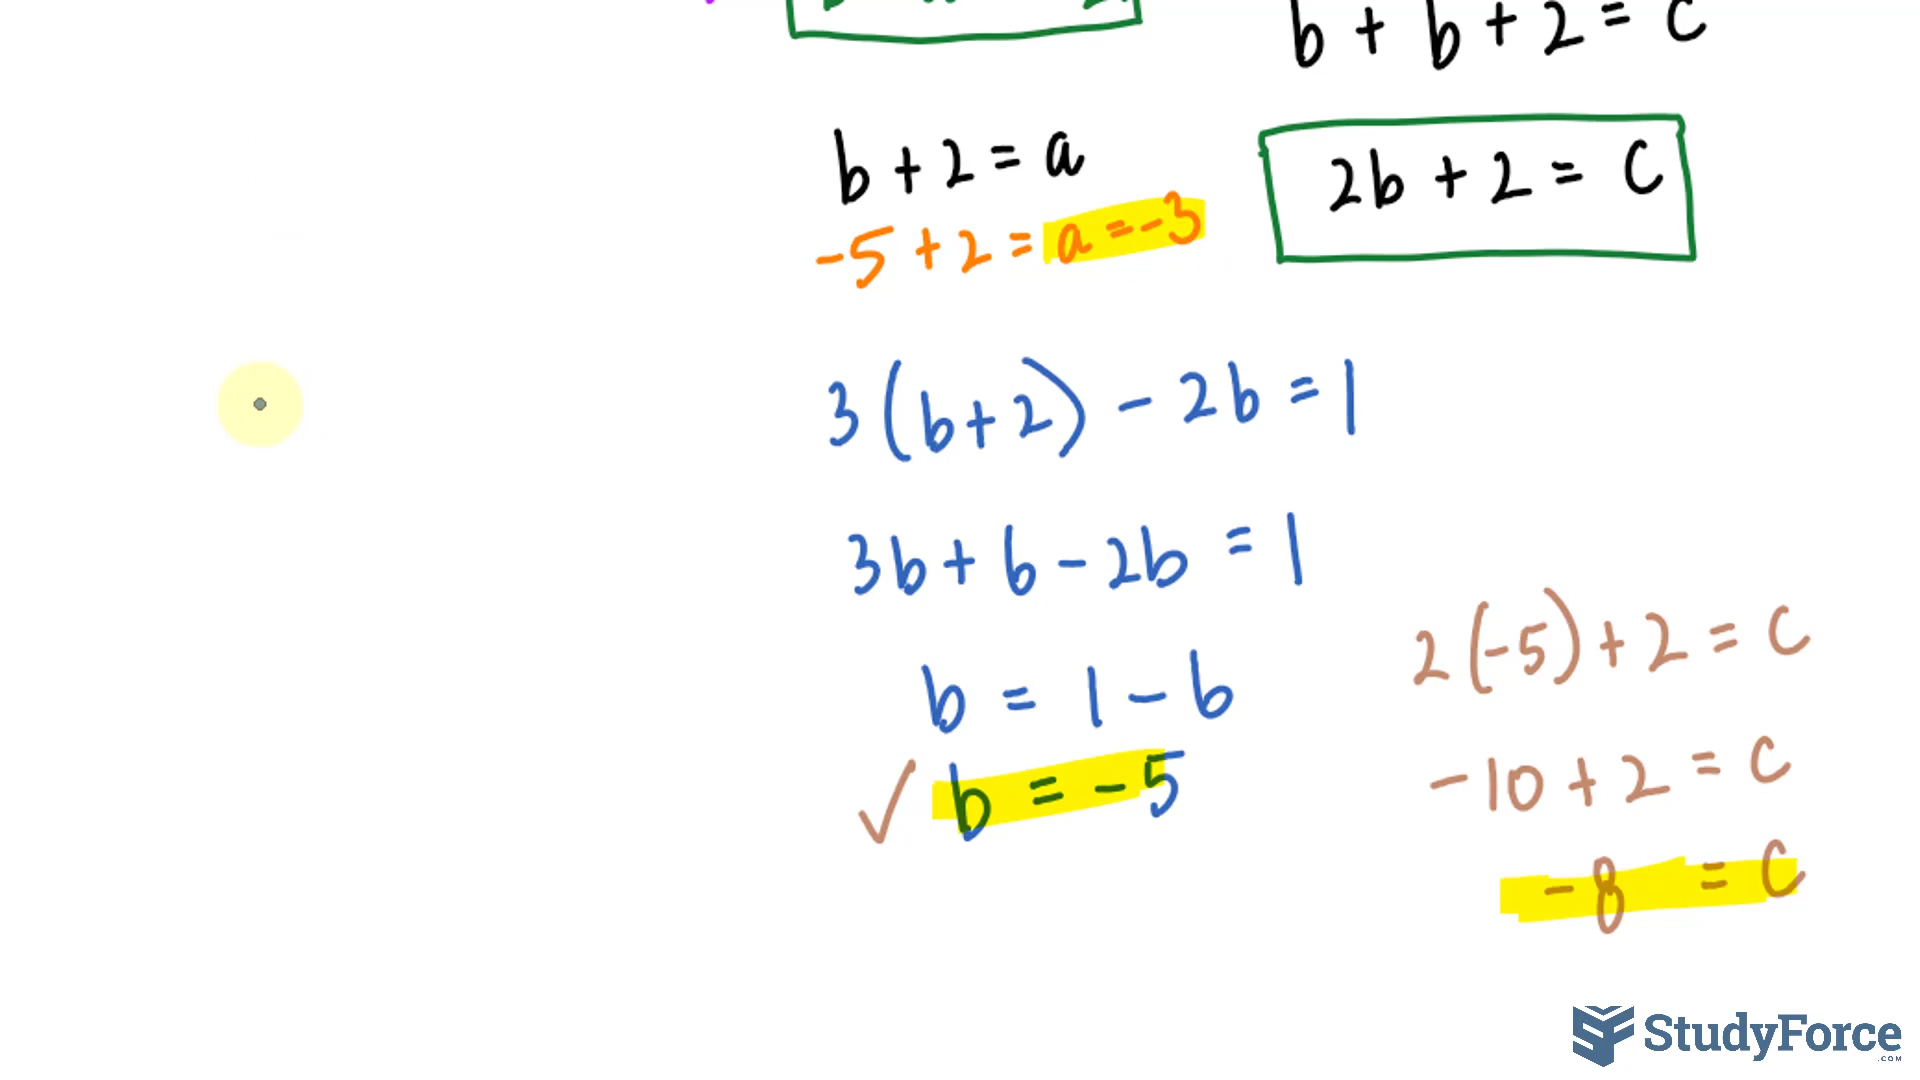 b + b + 2 = c
b + 2 = a
2b + 2 = c
-5 + 2 = a = -3
3(b+2) - 2b = 1
3b + 6 - 2b = 1
2(-5) + 2 = c
b = 1 - 6
-10 + 2 = c
✓ b = -5
-8 = c
StudyForce
.COM